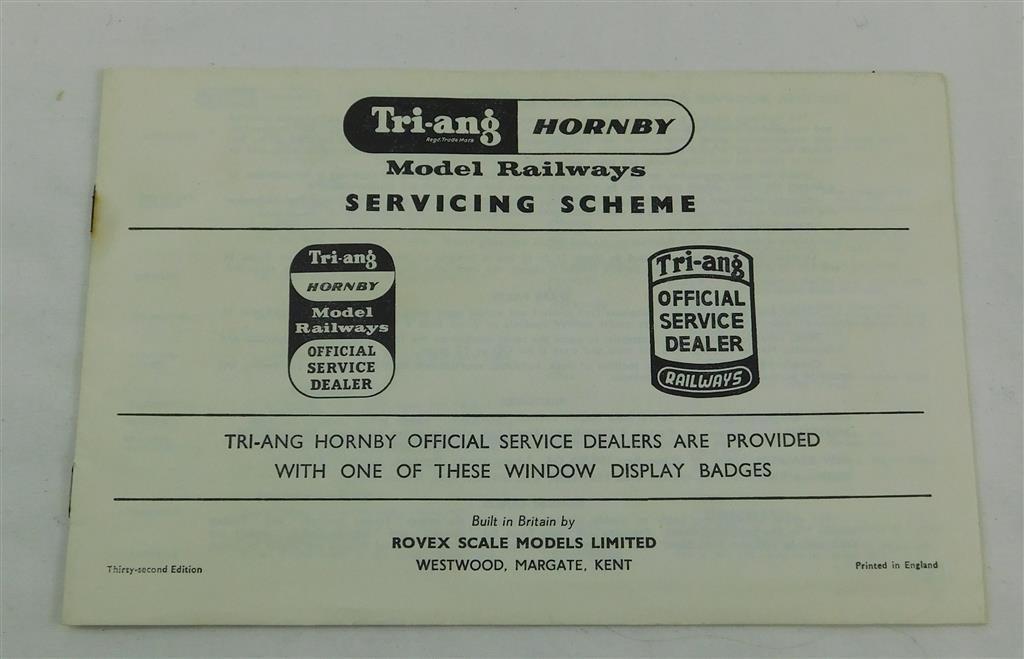 Tri-ang HORNBY
Regd. Trade Mark
Model Railways
SERVICING SCHEME
Tri-ang
HORNBY
Model
Railways
OFFICIAL
SERVICE
DEALER
Tri-ang
OFFICIAL
SERVICE
DEALER
RAILWAYS
TRI-ANG HORNBY OFFICIAL SERVICE DEALERS ARE PROVIDED
WITH ONE OF THESE WINDOW DISPLAY BADGES
Built in Britain by
ROVEX SCALE MODELS LIMITED
WESTWOOD, MARGATE, KENT
Thirty-second Edition
Printed in England